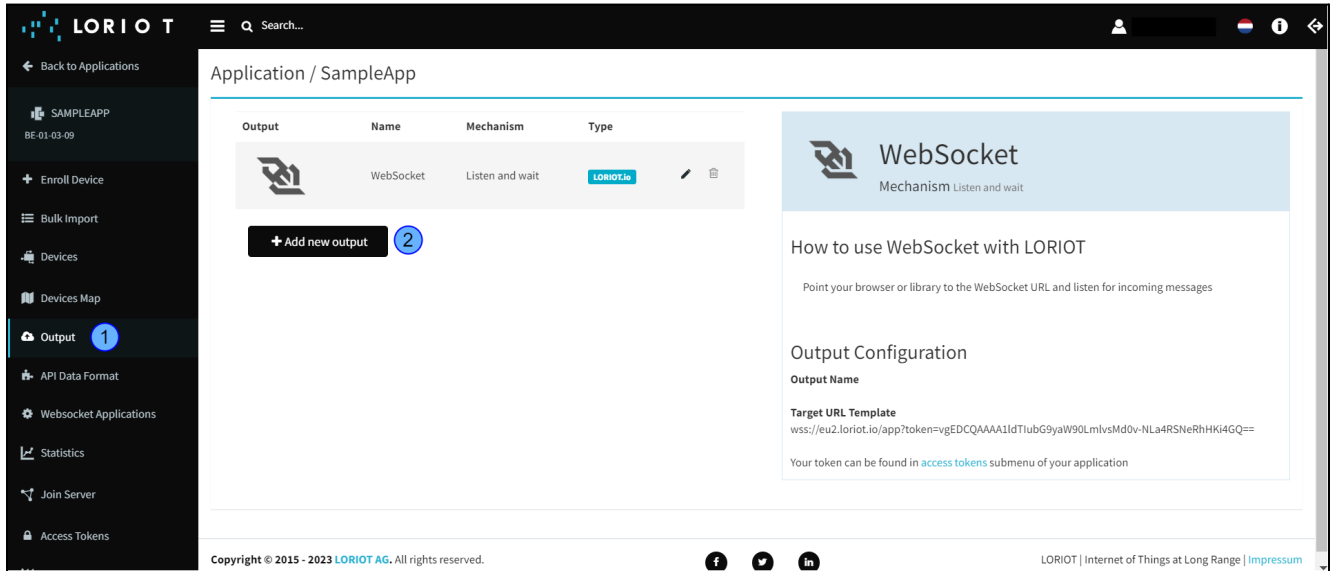 LORIOT
Search...
Back to Applications
SAMPLEAPP
BE-01-03-09
Enroll Device
Bulk Import
Devices
Devices Map
Output 1
API Data Format
Websocket Applications
Statistics
Join Server
Access Tokens
Application / SampleApp
Output Name Mechanism Type
WebSocket Listen and wait LORIOT.io
+ Add new output 2
WebSocket
Mechanism Listen and wait
How to use WebSocket with LORIOT
Point your browser or library to the WebSocket URL and listen for incoming messages
Output Configuration
Output Name
Target URL Template
wss://eu2.loriot.io/app?token=vgEDCQAAAA1ldTIubG9yaW90LmlvsMd0v-NLa4RSNeRhHKi4GQ==
Your token can be found in access tokens submenu of your application
Copyright © 2015 - 2023 LORIOT AG. All rights reserved.
LORIOT | Internet of Things at Long Range | Impressum